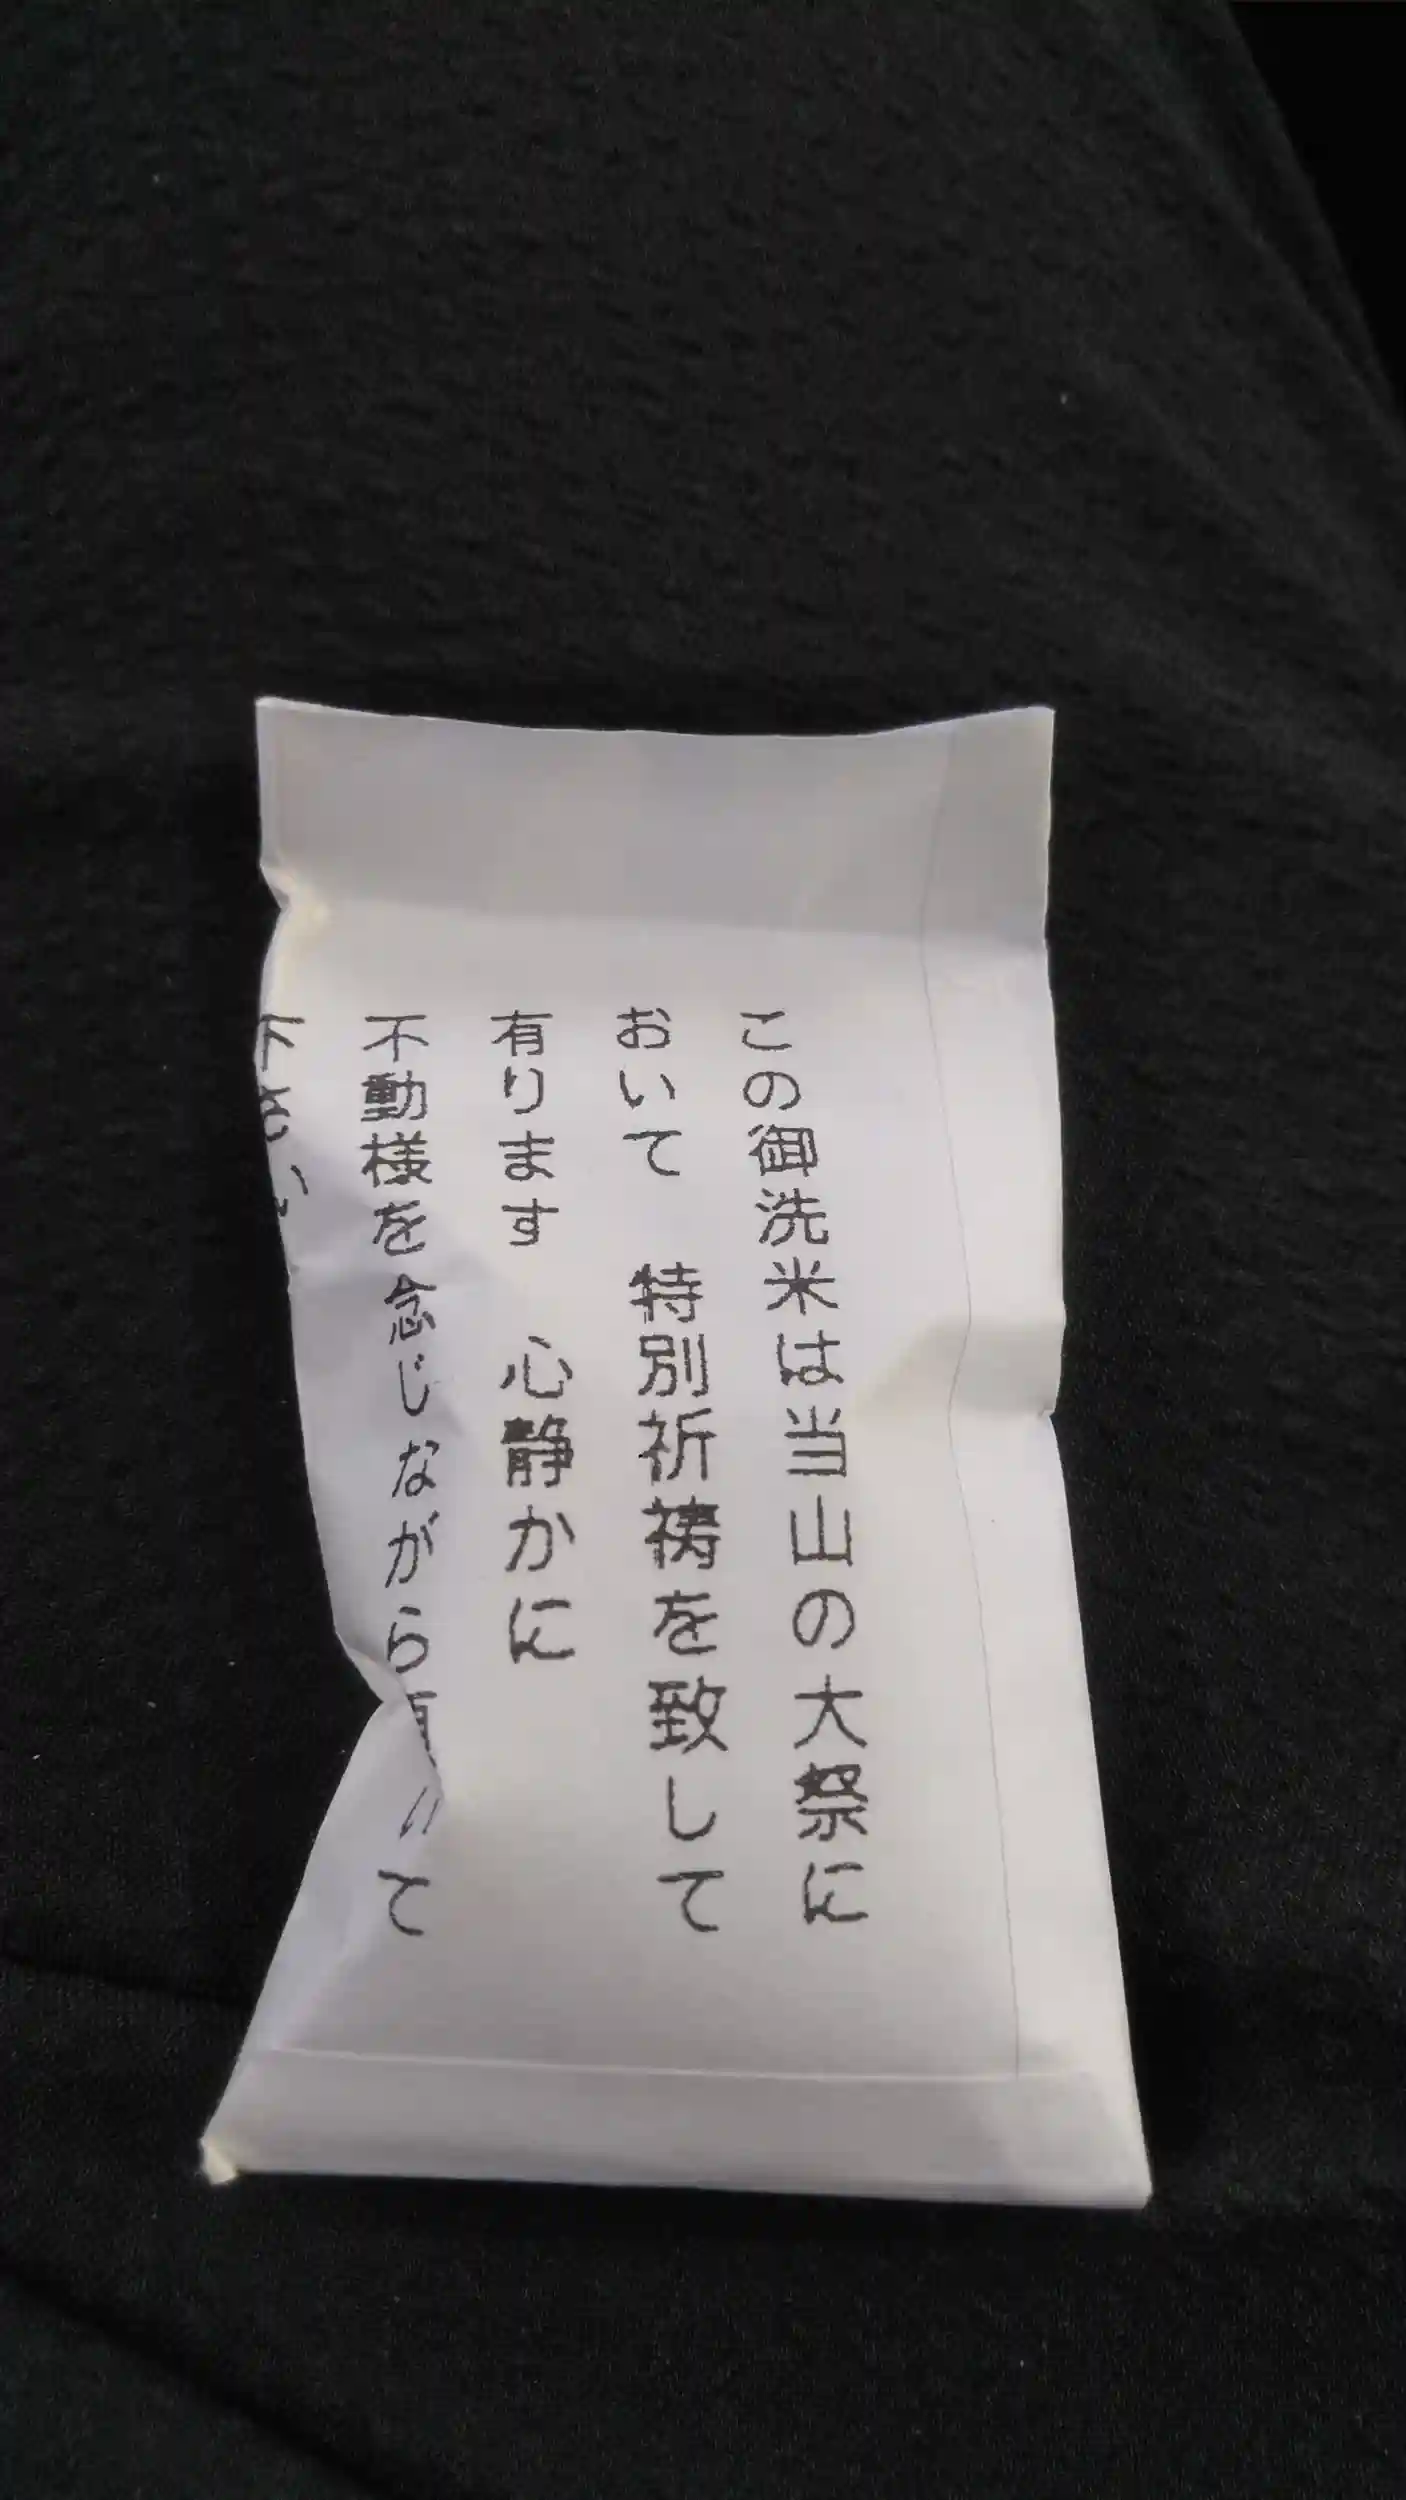 この御洗米は当山の大祭に
おいて 特別祈祷を致して
有ります 心静かに
不動様を念じながら
下さい